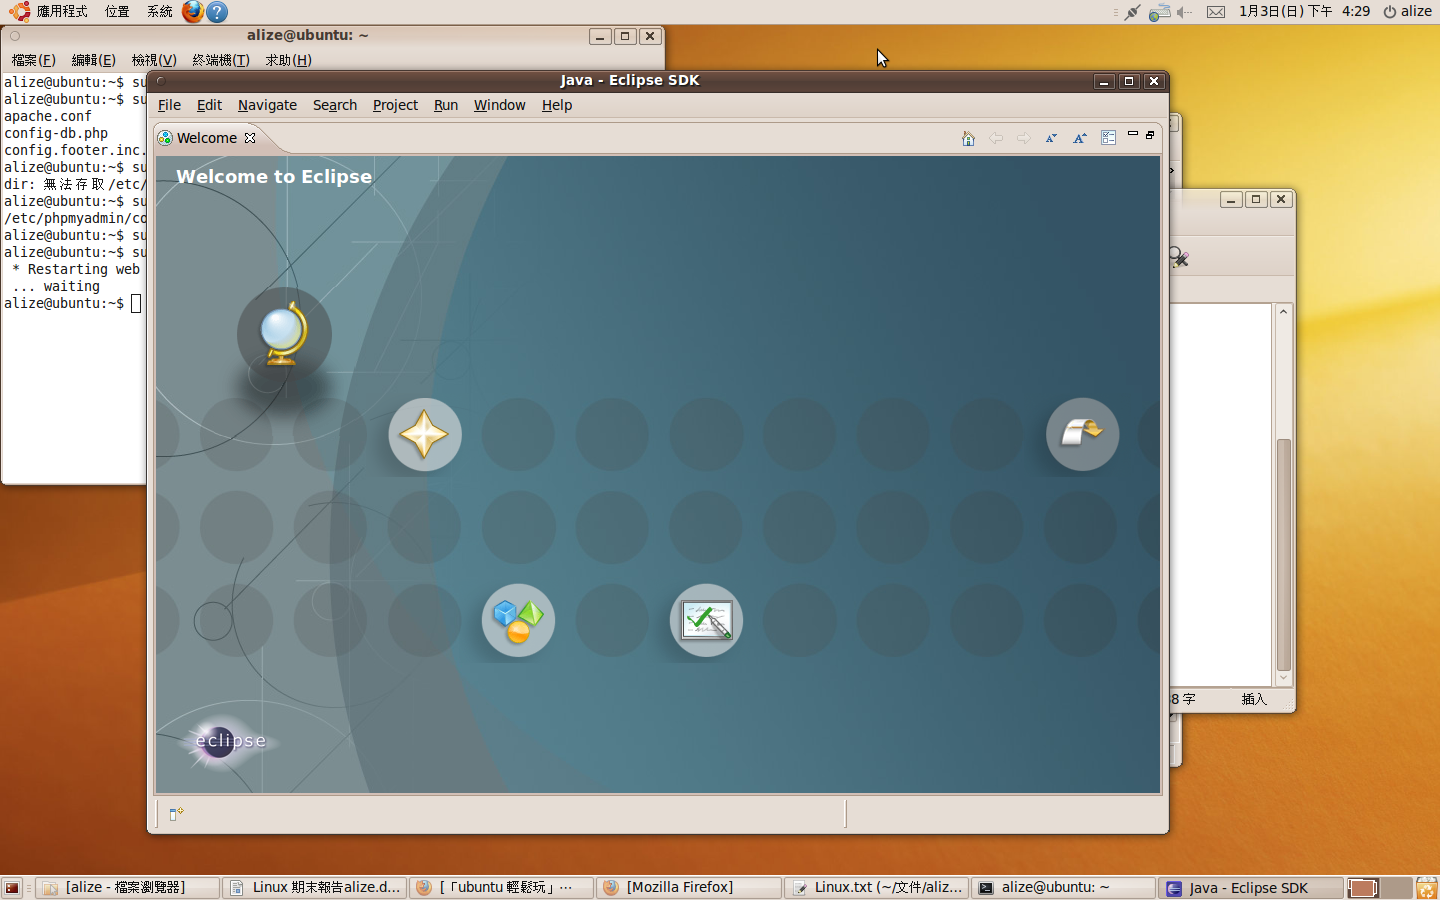 應用程式 位置 系統
1月3日(日) 下午 4:29 alize
alize@ubuntu: ~
檔案(F) 編輯(E) 檢視(V) 終端機(T) 求助(H)
alize@ubuntu:~$ su
alize@ubuntu:~$ su
apache.conf
config-db.php
config.footer.inc.
alize@ubuntu:~$ su
dir: 無法存取/etc/
alize@ubuntu:~$ su
/etc/phpmyadmin/co
alize@ubuntu:~$ su
alize@ubuntu:~$ su
* Restarting web
... waiting
alize@ubuntu:~$
Java - Eclipse SDK
File Edit Navigate Search Project Run Window Help
Welcome
Welcome to Eclipse
eclipse
8 字 插入
[alize - 檔案瀏覽器]
Linux 期末報告alize.d...
[「ubuntu 輕鬆玩」...
[Mozilla Firefox]
Linux.txt (~/文件/aliz...
alize@ubuntu: ~
Java - Eclipse SDK